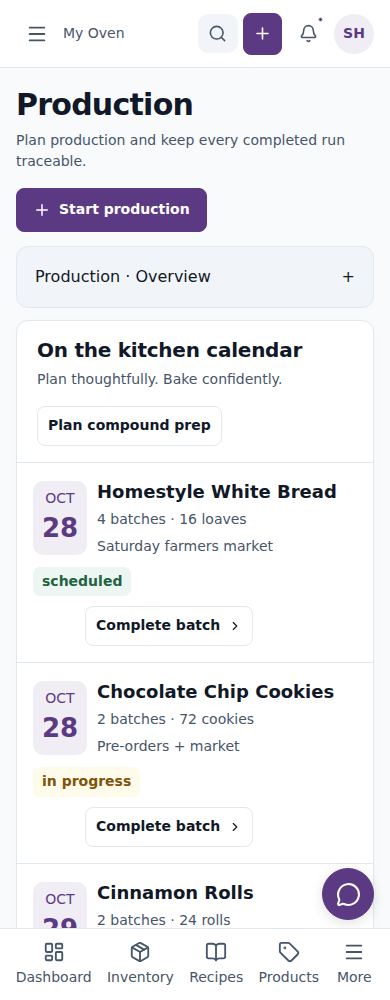 My Oven
+
SH
Production
Plan production and keep every completed run
traceable.
+ Start production
Production · Overview +
On the kitchen calendar
Plan thoughtfully. Bake confidently.
Plan compound prep
OCT
28
Homestyle White Bread
4 batches · 16 loaves
Saturday farmers market
scheduled
Complete batch
OCT
28
Chocolate Chip Cookies
2 batches · 72 cookies
Pre-orders + market
in progress
Complete batch
OCT
29
Cinnamon Rolls
2 batches · 24 rolls
Dashboard Inventory Recipes Products More